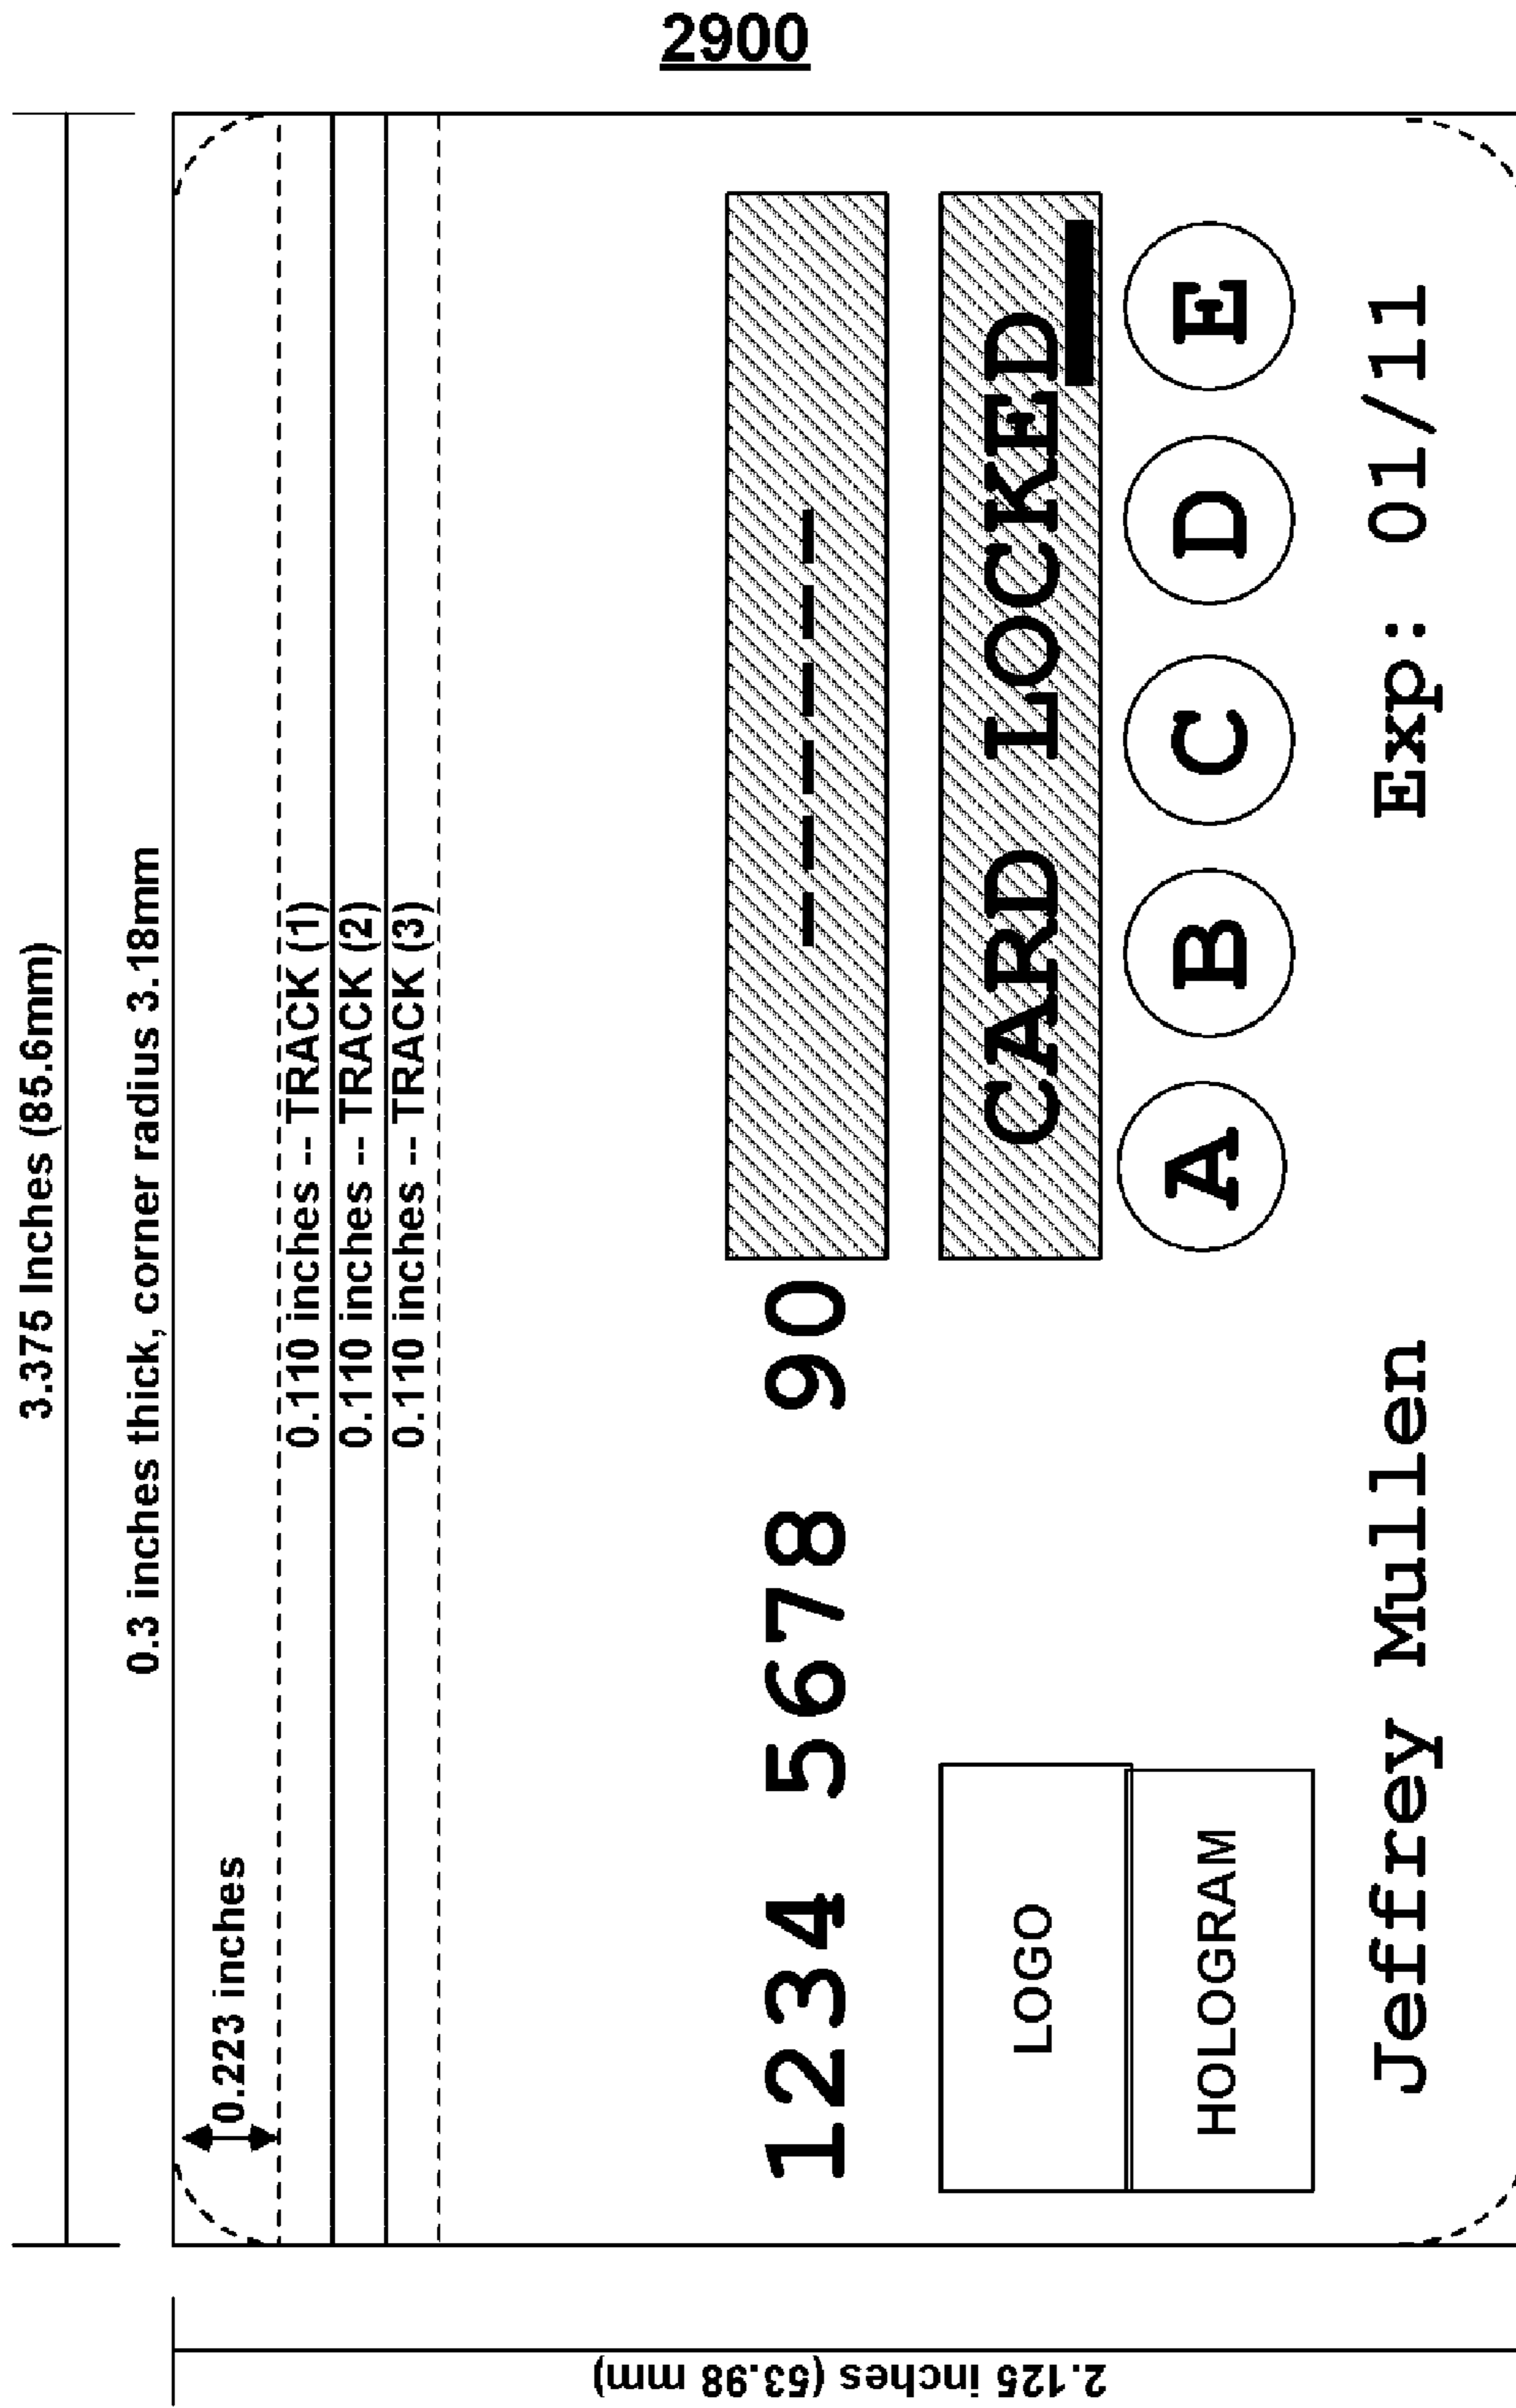 2900
3.375 Inches (85.6mm)
0.3 inches thick, corner radius 3.18mm
0.223 inches
0.110 inches -- TRACK (1)
0.110 inches -- TRACK (2)
0.110 inches -- TRACK (3)
1234 5678 90 ------
LOGO
CARD LOCKED
HOLOGRAM
A B C D E
Jeffrey Mullen Exp: 01/11
2.125 inches (53.98 mm)